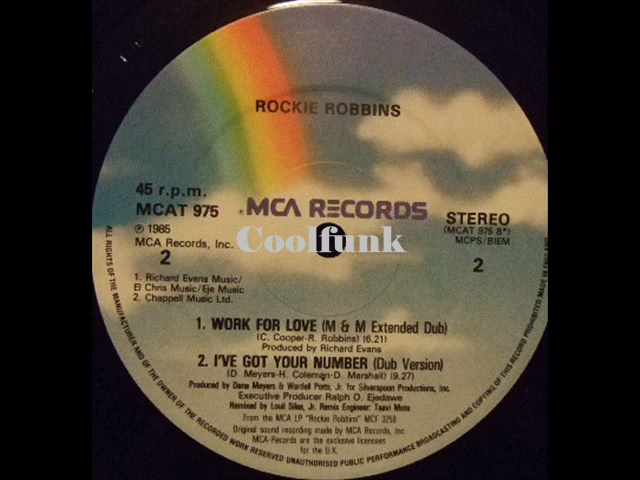 ROCKIE ROBBINS
45 r.p.m.
MCAT 975
MCA RECORDS
STEREO
(MCAT 975 B*)
MCPS/BIEM
℗ 1985
MCA Records, Inc.
2
2
Coolfunk
1. Richard Evans Music/
El Chris Music/Eje Music
2. Chappell Music Ltd.
1. WORK FOR LOVE (M & M Extended Dub)
(C. Cooper-R. Robbins) (6.21)
Produced by Richard Evans
2. I'VE GOT YOUR NUMBER (Dub Version)
(D. Meyers-H. Coleman-D. Marshall) (9.27)
Produced by Dana Meyers & Wardell Potts, Jr. for Silverspoon Productions, Inc.
Executive Producer Ralph O. Ejedawe
Remixed by Louil Silas, Jr. Remix Engineer: Taavi Mote
From the MCA LP "Rockie Robbins" MCF 3259
Original sound recording made by MCA Records, Inc
MCA-Records are the exclusive licensees
for the U.K.
ALL RIGHTS OF THE MANUFACTURER AND OF THE OWNER OF THE RECORDED WORK RESERVED UNAUTHORISED PUBLIC PERFORMANCE BROADCASTING AND COPYING OF THIS RECORD PROHIBITED MADE IN ENGLAND